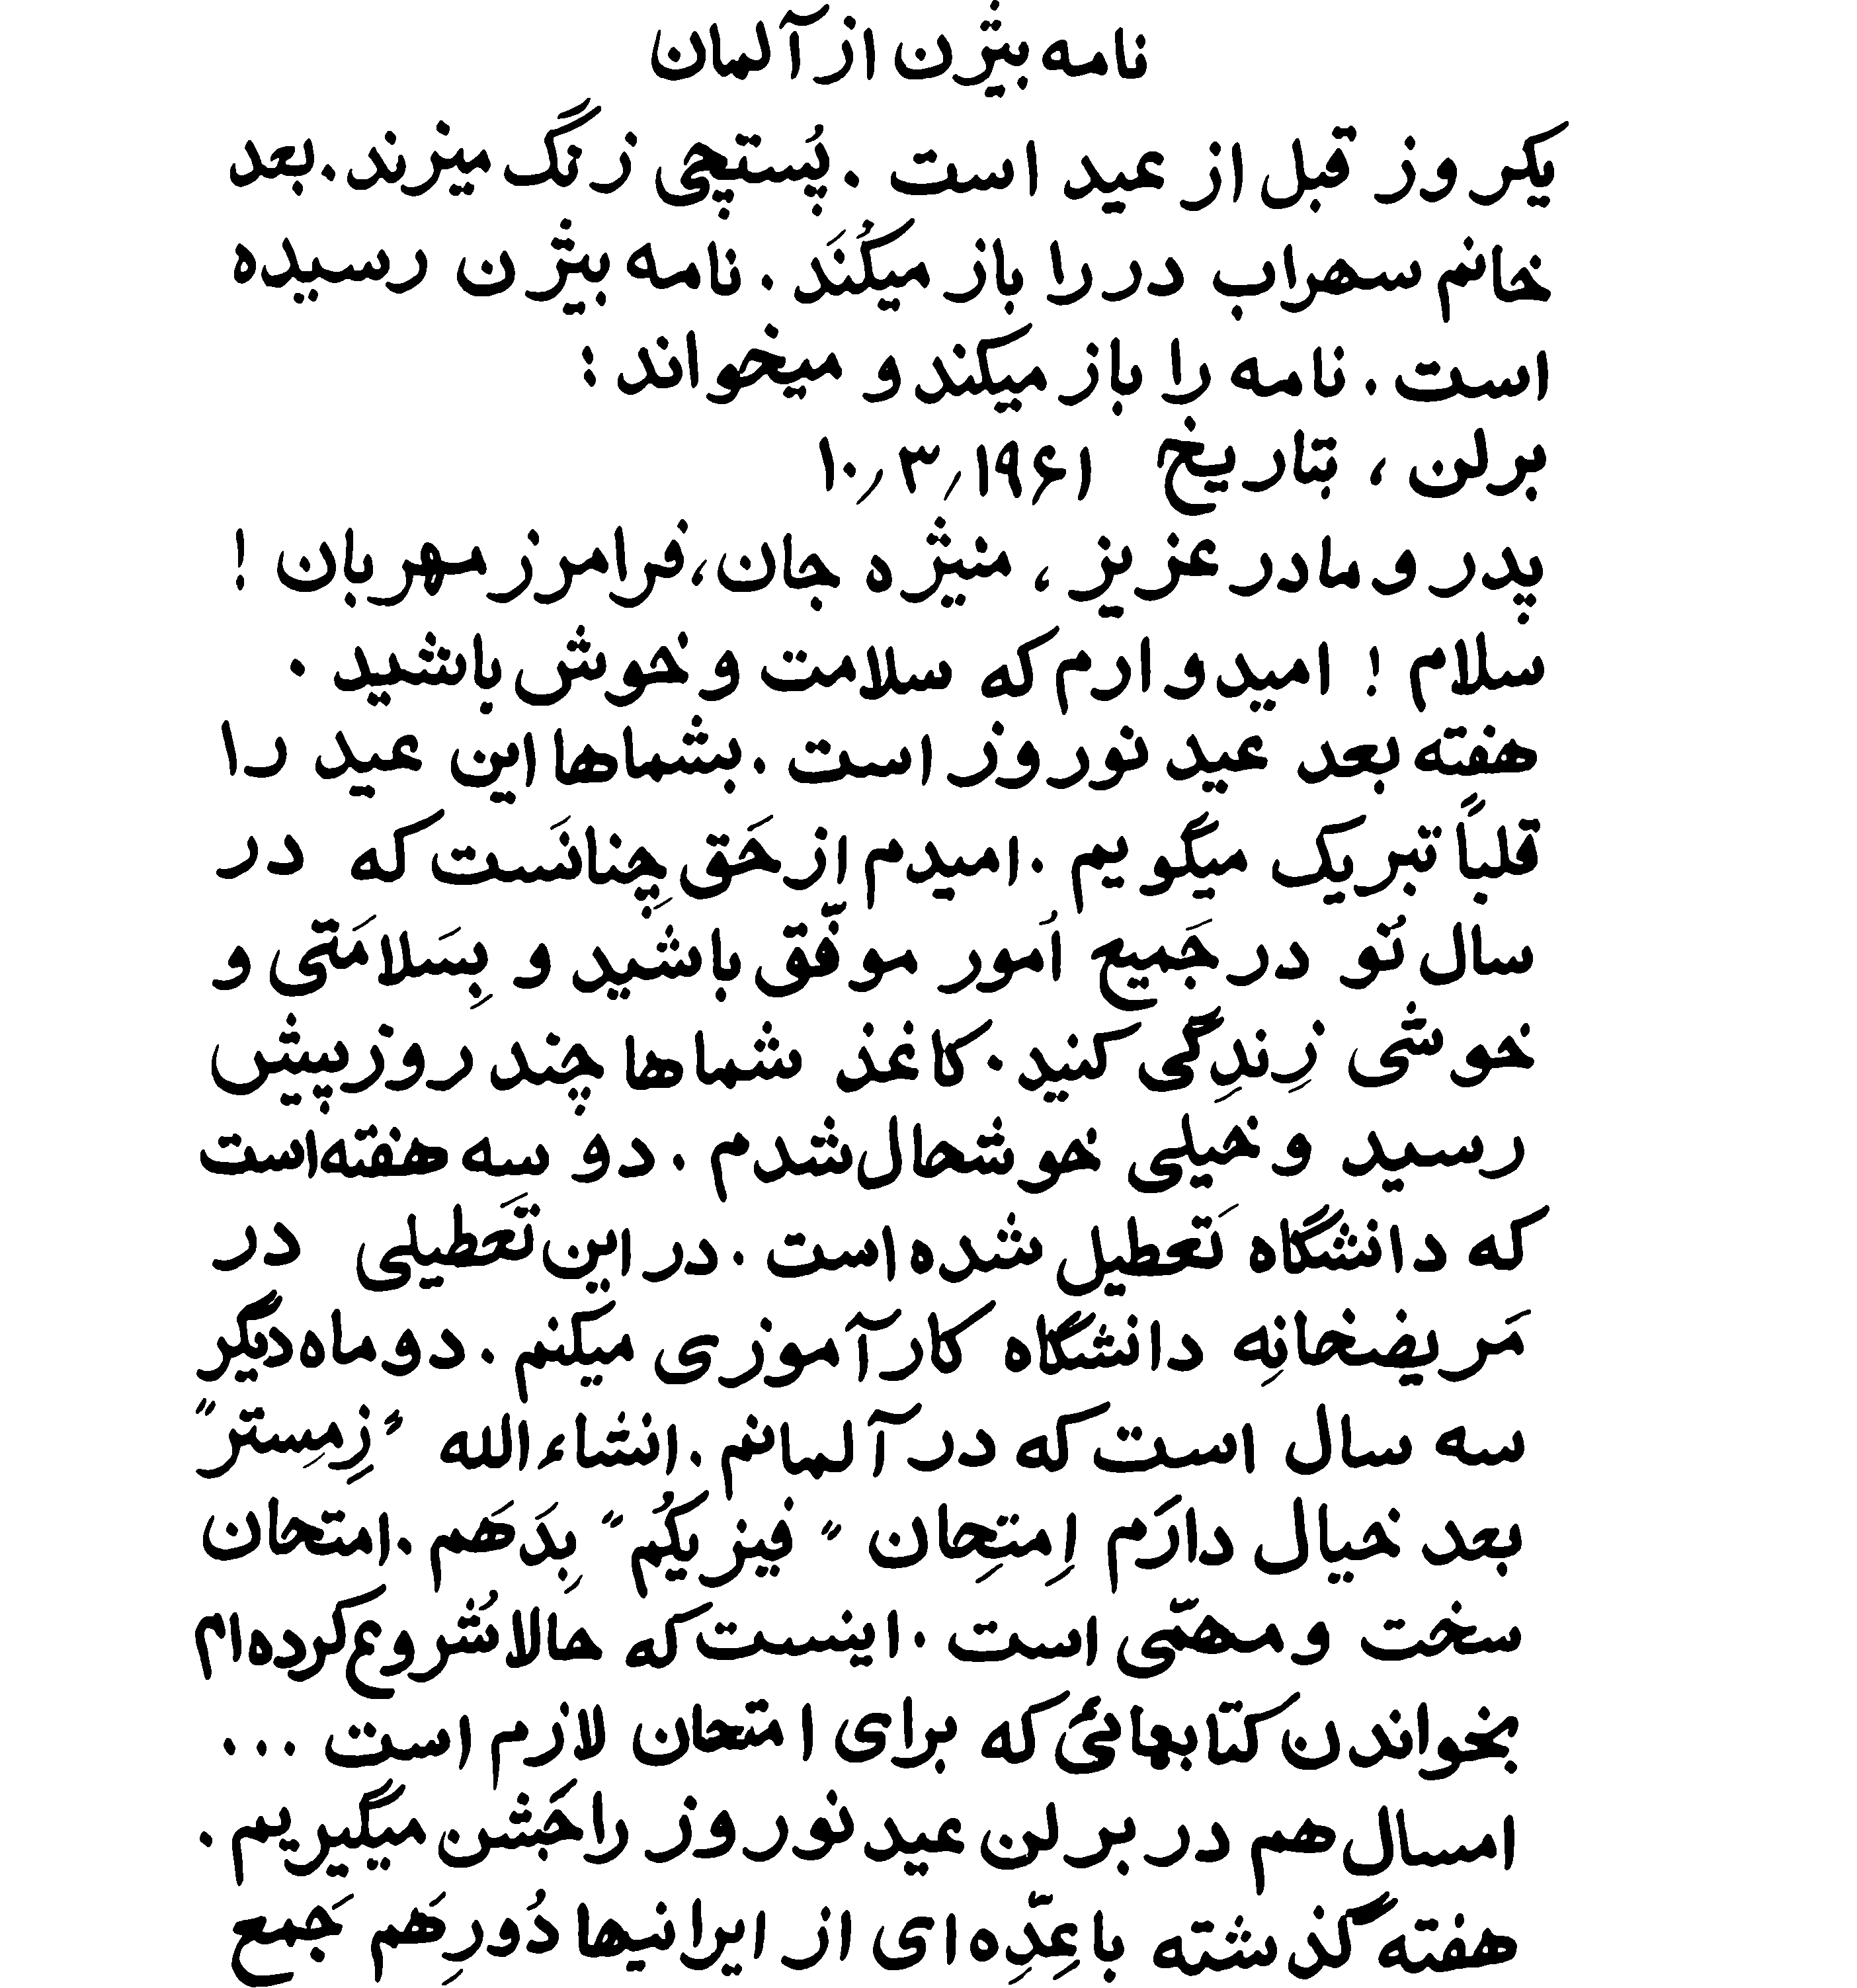 نامه بیژن از آلمان
یکروز قبل از عید است . پُستچی زنگ میزند . بعد
خانم سهراب در را باز میکُنَد . نامه بیژن رسیده
است . نامه را باز میکند و میخواند :
برلن ، بتاریخ ۱۰٫۳٫۱۹۶۱
پدر و مادر عزیز ، منیژه جان ، فرامرز مهربان !
سلام ! امیدوارم که سلامت و خوش باشید .
هفته بعد عید نوروز است . بشماها این عید را
قلباً تبریک میگویم . امیدم از حَق چِنانَست که در
سال نُو در جَمیع اُمور موفّق باشید و بِسَلامَتی و
خوشی زِندِگی کنید . کاغذ شماها چند روز پیش
رسید و خیلی خوشحال شدم . دو سه هفته است
که دانشگاه تَعطیل شده است . در این تَعطیلی در
مَریضخانِه دانشگاه کارآموزی میکنم . دو ماه دیگر
سه سال است که در آلمانم . انشاءالله "زِمِستر"
بعد خیال دارَم اِمتِحان "فیزیکُم" بِدَهَم . امتحان
سخت و مهمّی است . اینست که حالا شُروع کرده‌ام
بخواندن کتابهائی که برای امتحان لازم است ...
امسال هم در برلن عید نوروز را جَشن میگیریم .
هفته گذشته با عِدّه‌ای از ایرانیها دُورِ هَم جَمع